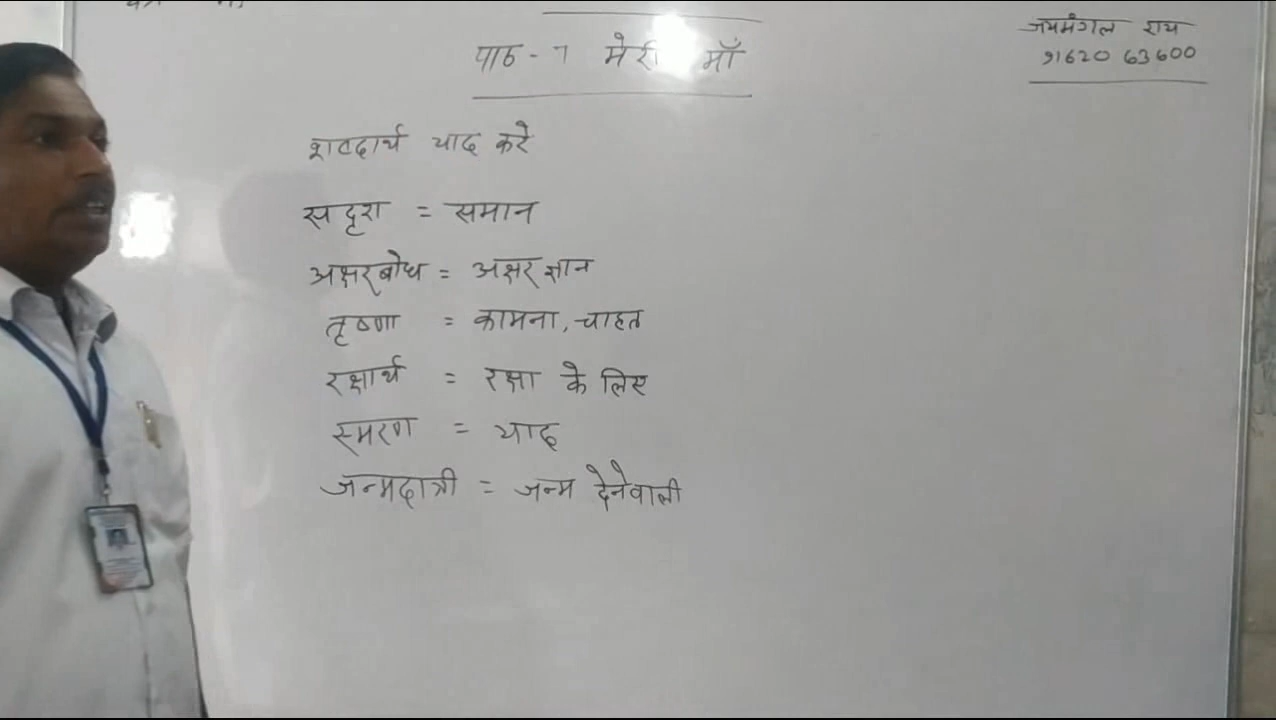 पाठ - 7 मेरी माँ
जयमंगल राय
91620 63600
शब्दार्थ याद करे
सदृश = समान
अक्षरबोध = अक्षर ज्ञान
तृष्णा = कामना, चाहत
रक्षार्थ = रक्षा के लिए
स्मरण = याद
जन्मदात्री = जन्म देनेवाली